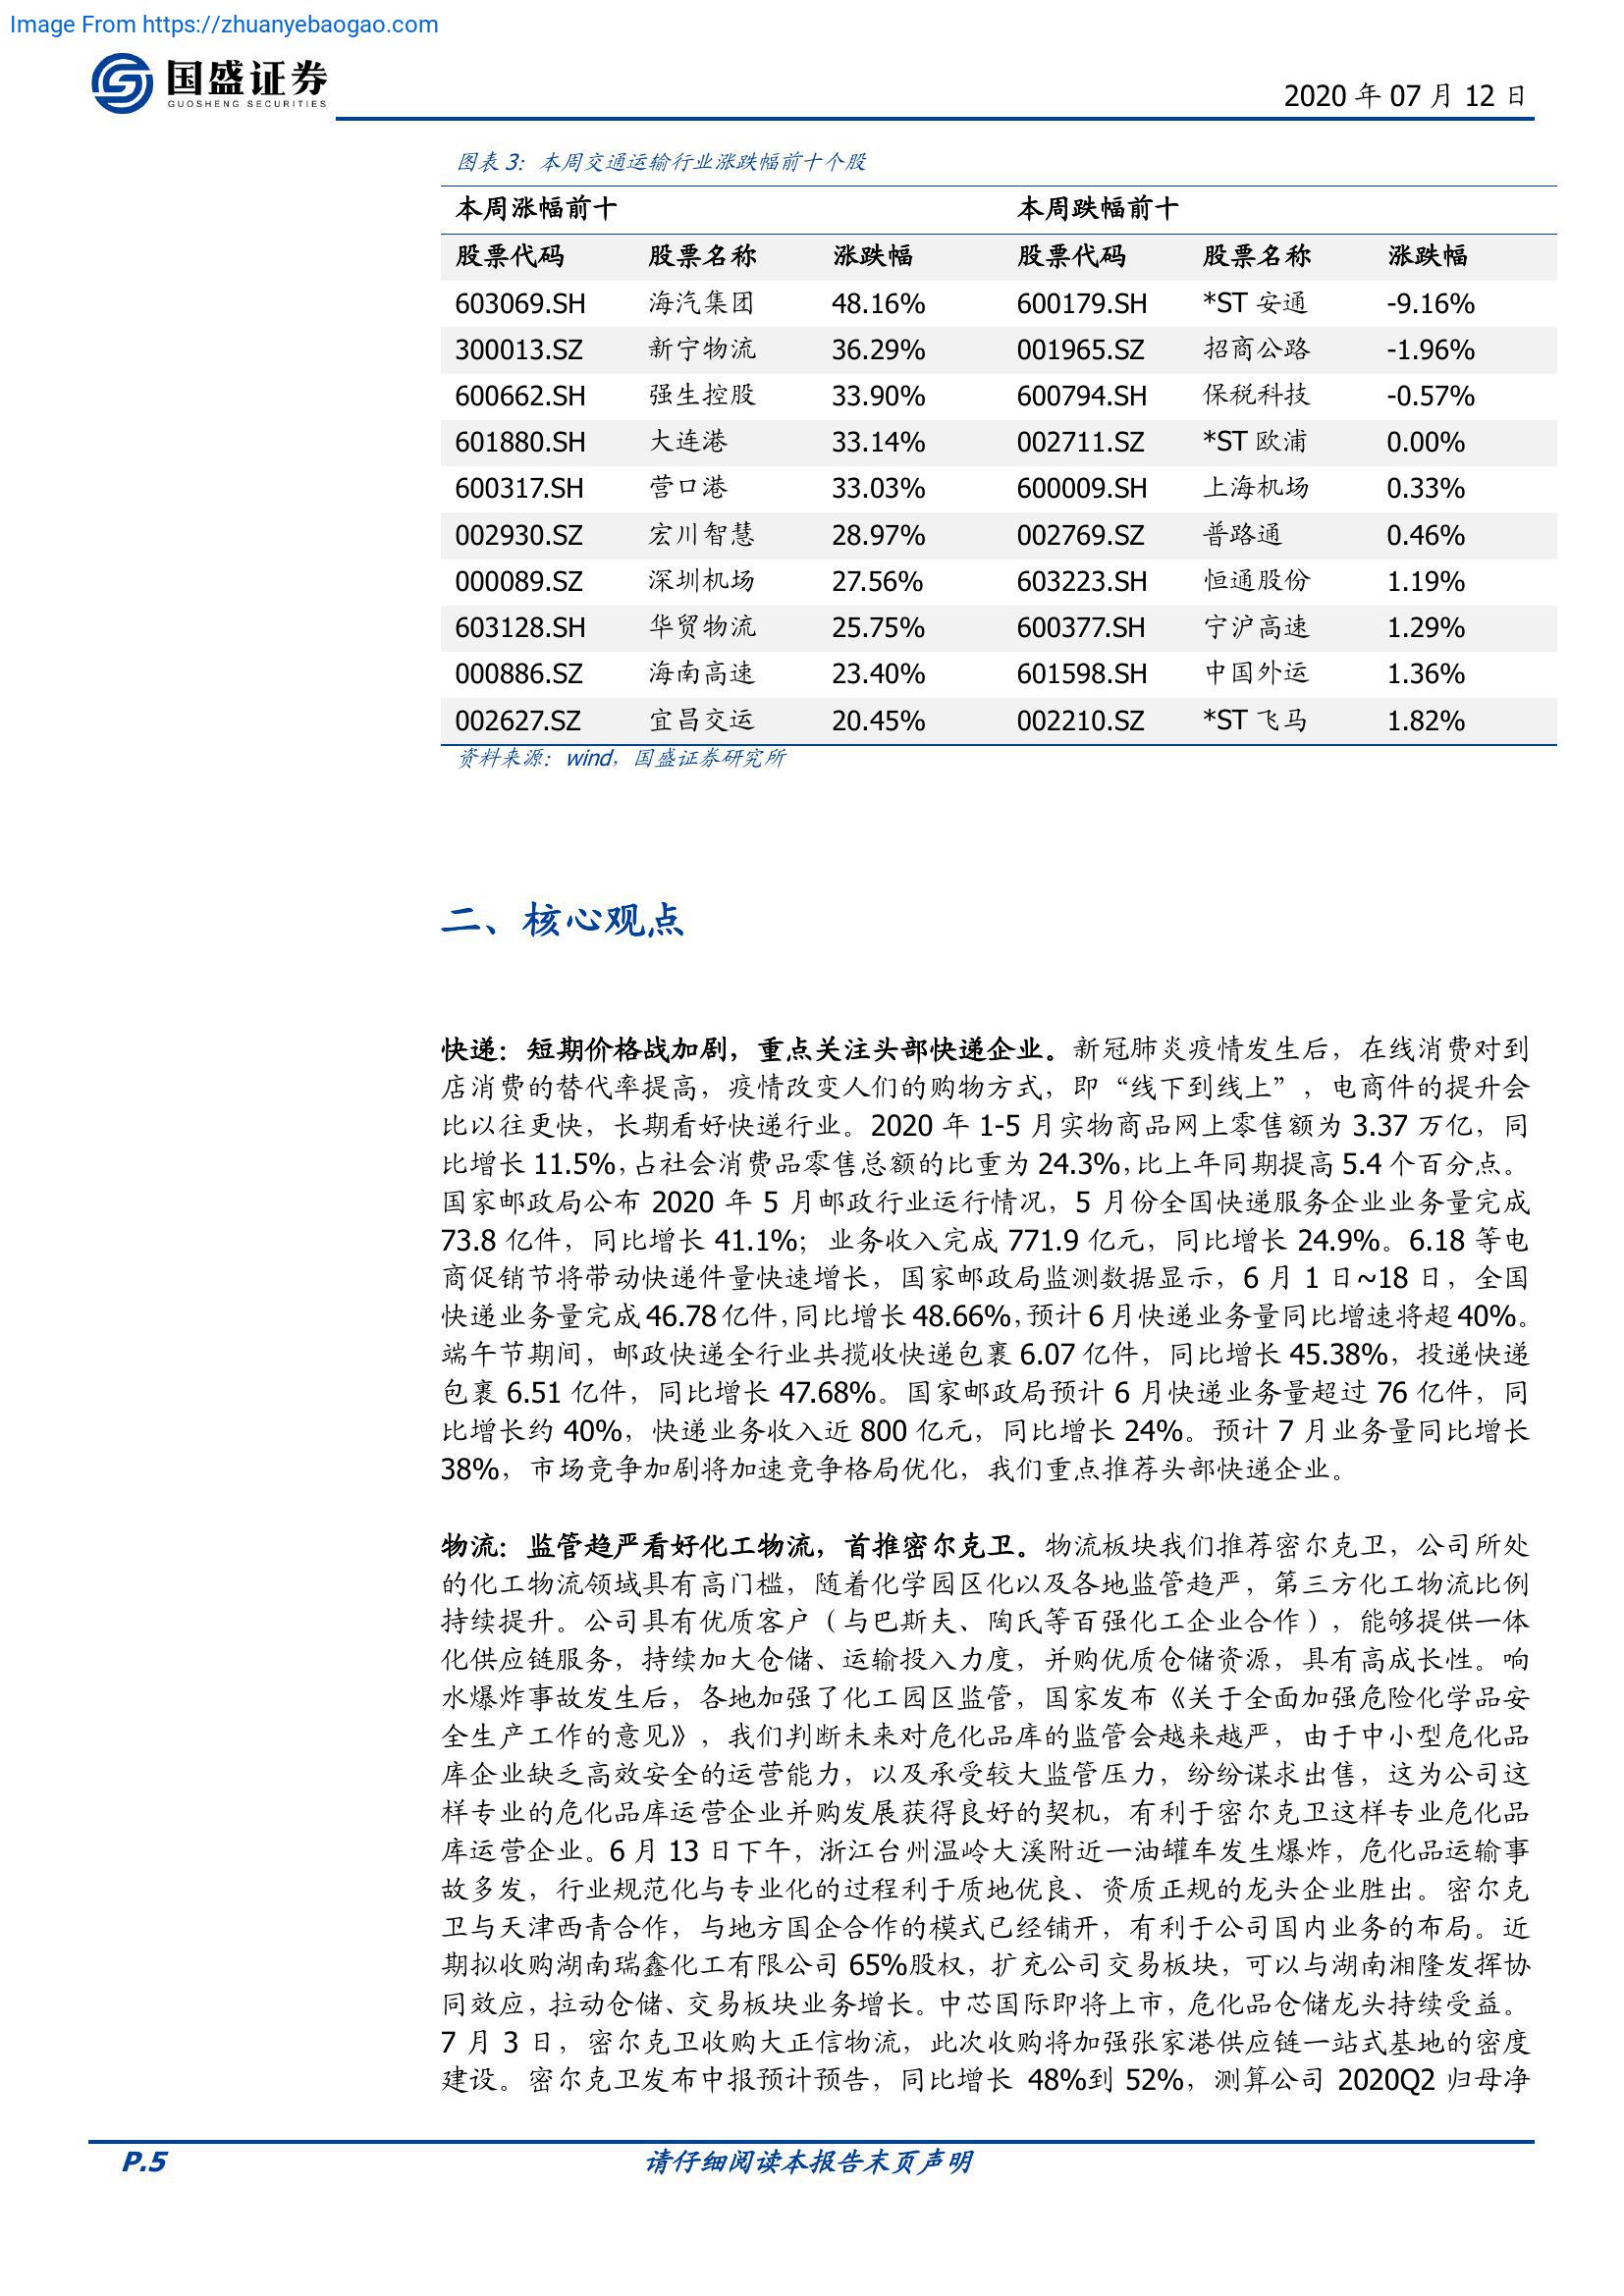 Image From https://zhuanyebaogao.com
国盛证券
GUOSHENG SECURITIES
2020 年 07 月 12 日
图表 3：本周交通运输行业涨跌幅前十个股
本周涨幅前十 本周跌幅前十
股票代码 股票名称 涨跌幅 股票代码 股票名称 涨跌幅
603069.SH 海汽集团 48.16% 600179.SH *ST 安通 -9.16%
300013.SZ 新宁物流 36.29% 001965.SZ 招商公路 -1.96%
600662.SH 强生控股 33.90% 600794.SH 保税科技 -0.57%
601880.SH 大连港 33.14% 002711.SZ *ST 欧浦 0.00%
600317.SH 营口港 33.03% 600009.SH 上海机场 0.33%
002930.SZ 宏川智慧 28.97% 002769.SZ 普路通 0.46%
000089.SZ 深圳机场 27.56% 603223.SH 恒通股份 1.19%
603128.SH 华贸物流 25.75% 600377.SH 宁沪高速 1.29%
000886.SZ 海南高速 23.40% 601598.SH 中国外运 1.36%
002627.SZ 宜昌交运 20.45% 002210.SZ *ST 飞马 1.82%
资料来源：wind，国盛证券研究所
二、核心观点
快递：短期价格战加剧，重点关注头部快递企业。新冠肺炎疫情发生后，在线消费对到
店消费的替代率提高，疫情改变人们的购物方式，即“线下到线上”，电商件的提升会
比以往更快，长期看好快递行业。2020 年 1-5 月实物商品网上零售额为 3.37 万亿，同
比增长 11.5%，占社会消费品零售总额的比重为 24.3%，比上年同期提高 5.4 个百分点。
国家邮政局公布 2020 年 5 月邮政行业运行情况，5 月份全国快递服务企业业务量完成
73.8 亿件，同比增长 41.1%；业务收入完成 771.9 亿元，同比增长 24.9%。6.18 等电
商促销节将带动快递件量快速增长，国家邮政局监测数据显示，6 月 1 日~18 日，全国
快递业务量完成 46.78 亿件，同比增长 48.66%，预计 6 月快递业务量同比增速将超 40%。
端午节期间，邮政快递全行业共揽收快递包裹 6.07 亿件，同比增长 45.38%，投递快递
包裹 6.51 亿件，同比增长 47.68%。国家邮政局预计 6 月快递业务量超过 76 亿件，同
比增长约 40%，快递业务收入近 800 亿元，同比增长 24%。预计 7 月业务量同比增长
38%，市场竞争加剧将加速竞争格局优化，我们重点推荐头部快递企业。
物流：监管趋严看好化工物流，首推密尔克卫。物流板块我们推荐密尔克卫，公司所处
的化工物流领域具有高门槛，随着化学园区化以及各地监管趋严，第三方化工物流比例
持续提升。公司具有优质客户（与巴斯夫、陶氏等百强化工企业合作），能够提供一体
化供应链服务，持续加大仓储、运输投入力度，并购优质仓储资源，具有高成长性。响
水爆炸事故发生后，各地加强了化工园区监管，国家发布《关于全面加强危险化学品安
全生产工作的意见》，我们判断未来对危化品库的监管会越来越严，由于中小型危化品
库企业缺乏高效安全的运营能力，以及承受较大监管压力，纷纷谋求出售，这为公司这
样专业的危化品库运营企业并购发展获得良好的契机，有利于密尔克卫这样专业危化品
库运营企业。6 月 13 日下午，浙江台州温岭大溪附近一油罐车发生爆炸，危化品运输事
故多发，行业规范化与专业化的过程利于质地优良、资质正规的龙头企业胜出。密尔克
卫与天津西青合作，与地方国企合作的模式已经铺开，有利于公司国内业务的布局。近
期拟收购湖南瑞鑫化工有限公司 65%股权，扩充公司交易板块，可以与湖南湘隆发挥协
同效应，拉动仓储、交易板块业务增长。中芯国际即将上市，危化品仓储龙头持续受益。
7 月 3 日，密尔克卫收购大正信物流，此次收购将加强张家港供应链一站式基地的密度
建设。密尔克卫发布中报预计预告，同比增长 48%到 52%，测算公司 2020Q2 归母净
P.5 请仔细阅读本报告末页声明